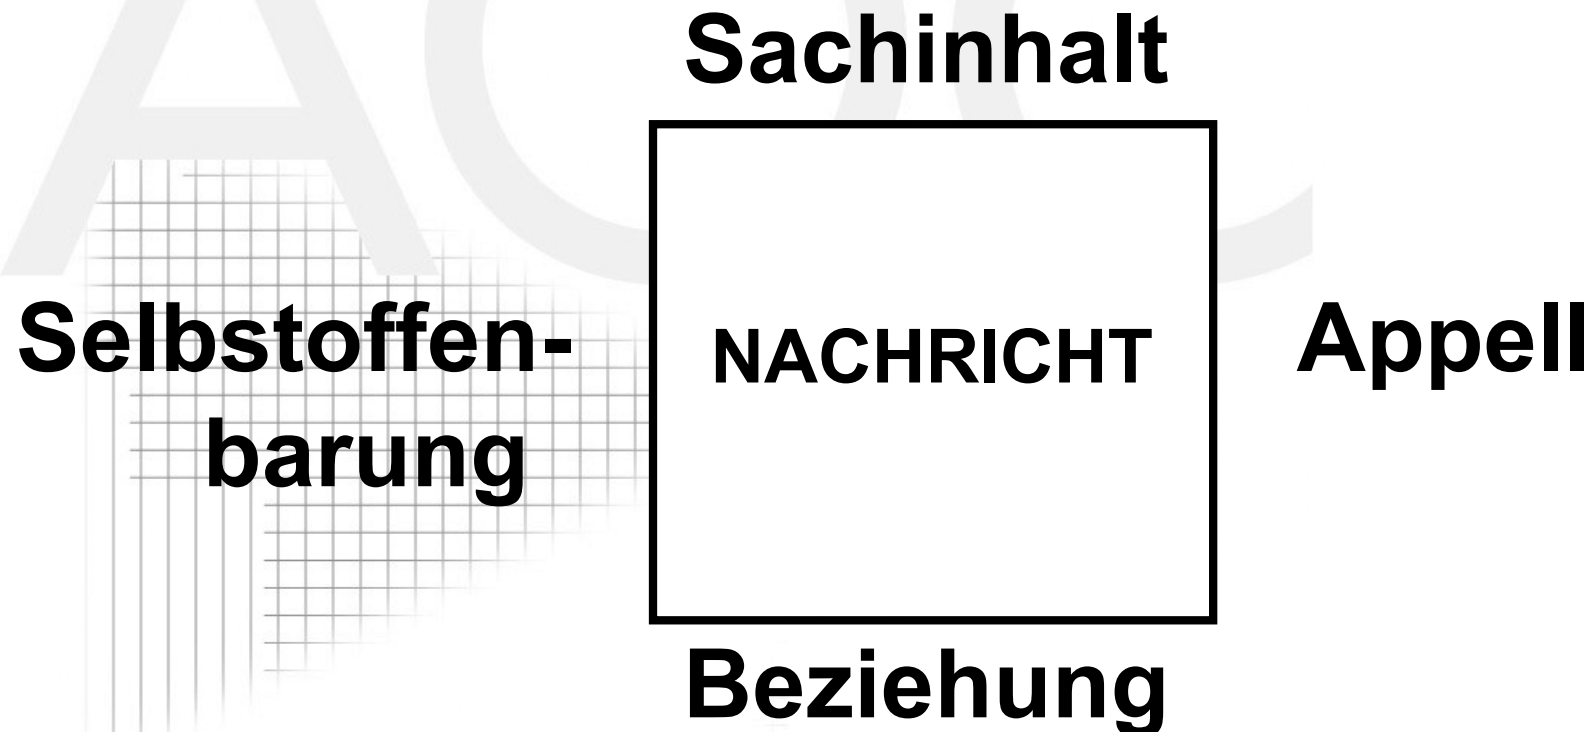 Sachinhalt
Selbstoffen-
barung
NACHRICHT
Appell
Beziehung